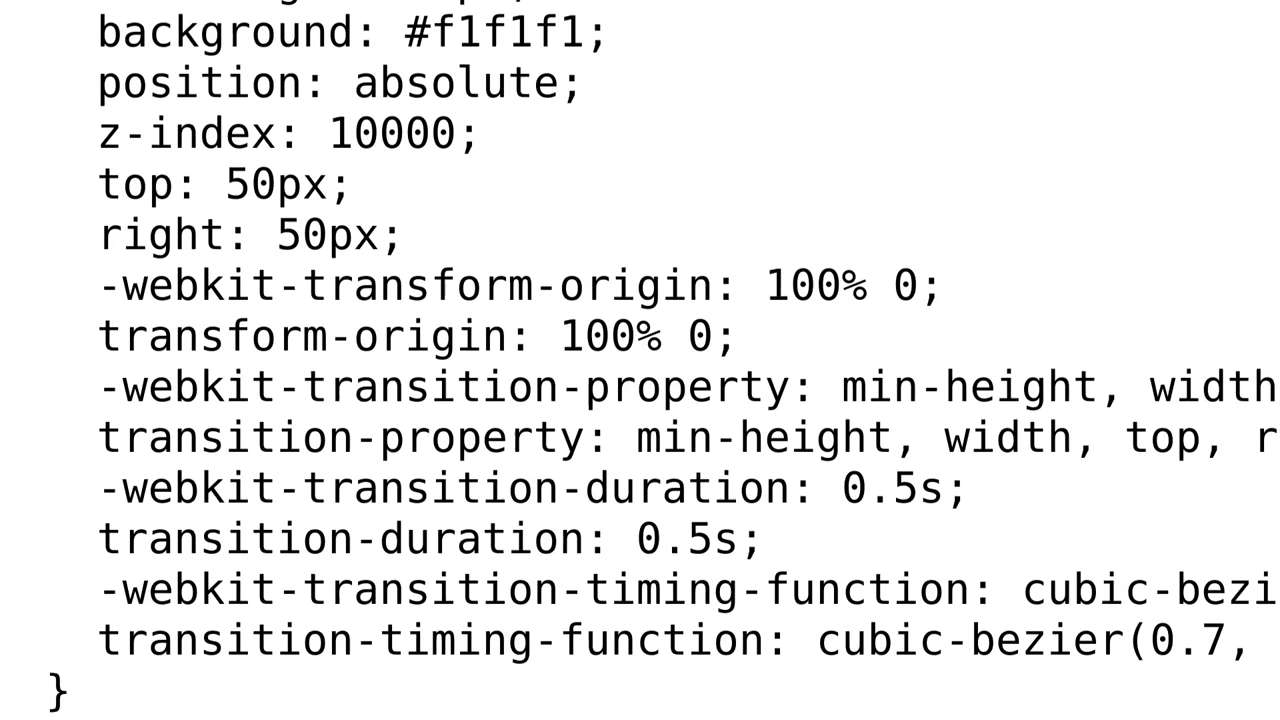 background: #f1f1f1;
position: absolute;
z-index: 10000;
top: 50px;
right: 50px;
-webkit-transform-origin: 100% 0;
transform-origin: 100% 0;
-webkit-transition-property: min-height, width
transition-property: min-height, width, top, r
-webkit-transition-duration: 0.5s;
transition-duration: 0.5s;
-webkit-transition-timing-function: cubic-bezi
transition-timing-function: cubic-bezier(0.7,
}